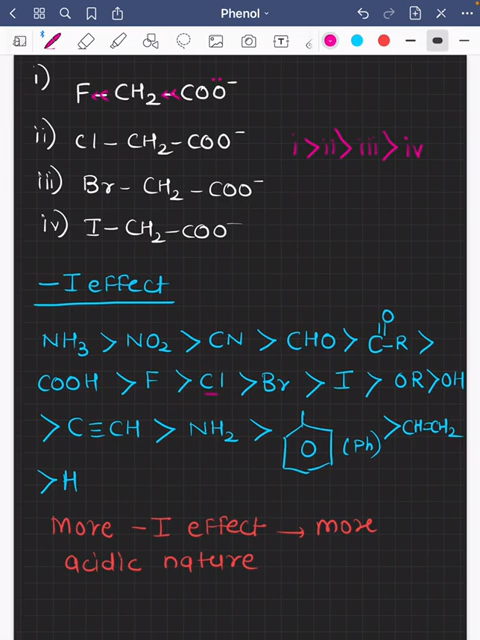 Phenol
i) F-CH2-COO⁻
ii) Cl-CH2-COO⁻
i > ii > iii > iv
iii) Br-CH2-COO⁻
iv) I-CH2-COO⁻
-I effect
NH3 > NO2 > CN > CHO > C(=O)-R >
COOH > F > Cl > Br > I > OR > OH
> C≡CH > NH2 > (Ph) > CH=CH2
> H
More -I effect → more
acidic nature